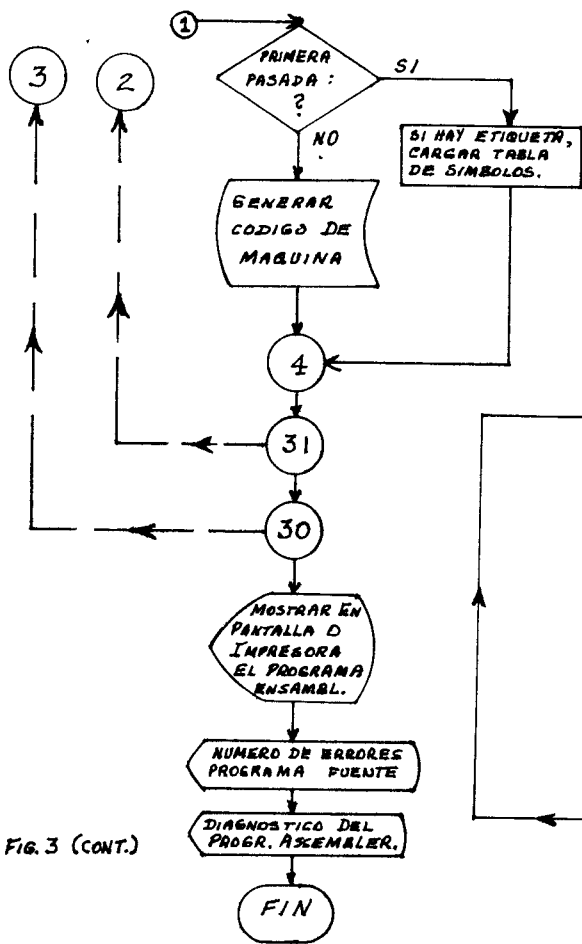 1
3
2
PRIMERA
PASADA :
?
SI
NO
SI HAY ETIQUETA,
CARGAR TABLA
DE SIMBOLOS.
GENERAR
CODIGO DE
MAQUINA
4
31
30
MOSTRAR EN
PANTALLA O
IMPRESORA
EL PROGRAMA
ENSAMBL.
NUMERO DE ERRORES
PROGRAMA FUENTE
DIAGNOSTICO DEL
PROGR. ASSEMBLER.
FIG. 3 (CONT.)
FIN